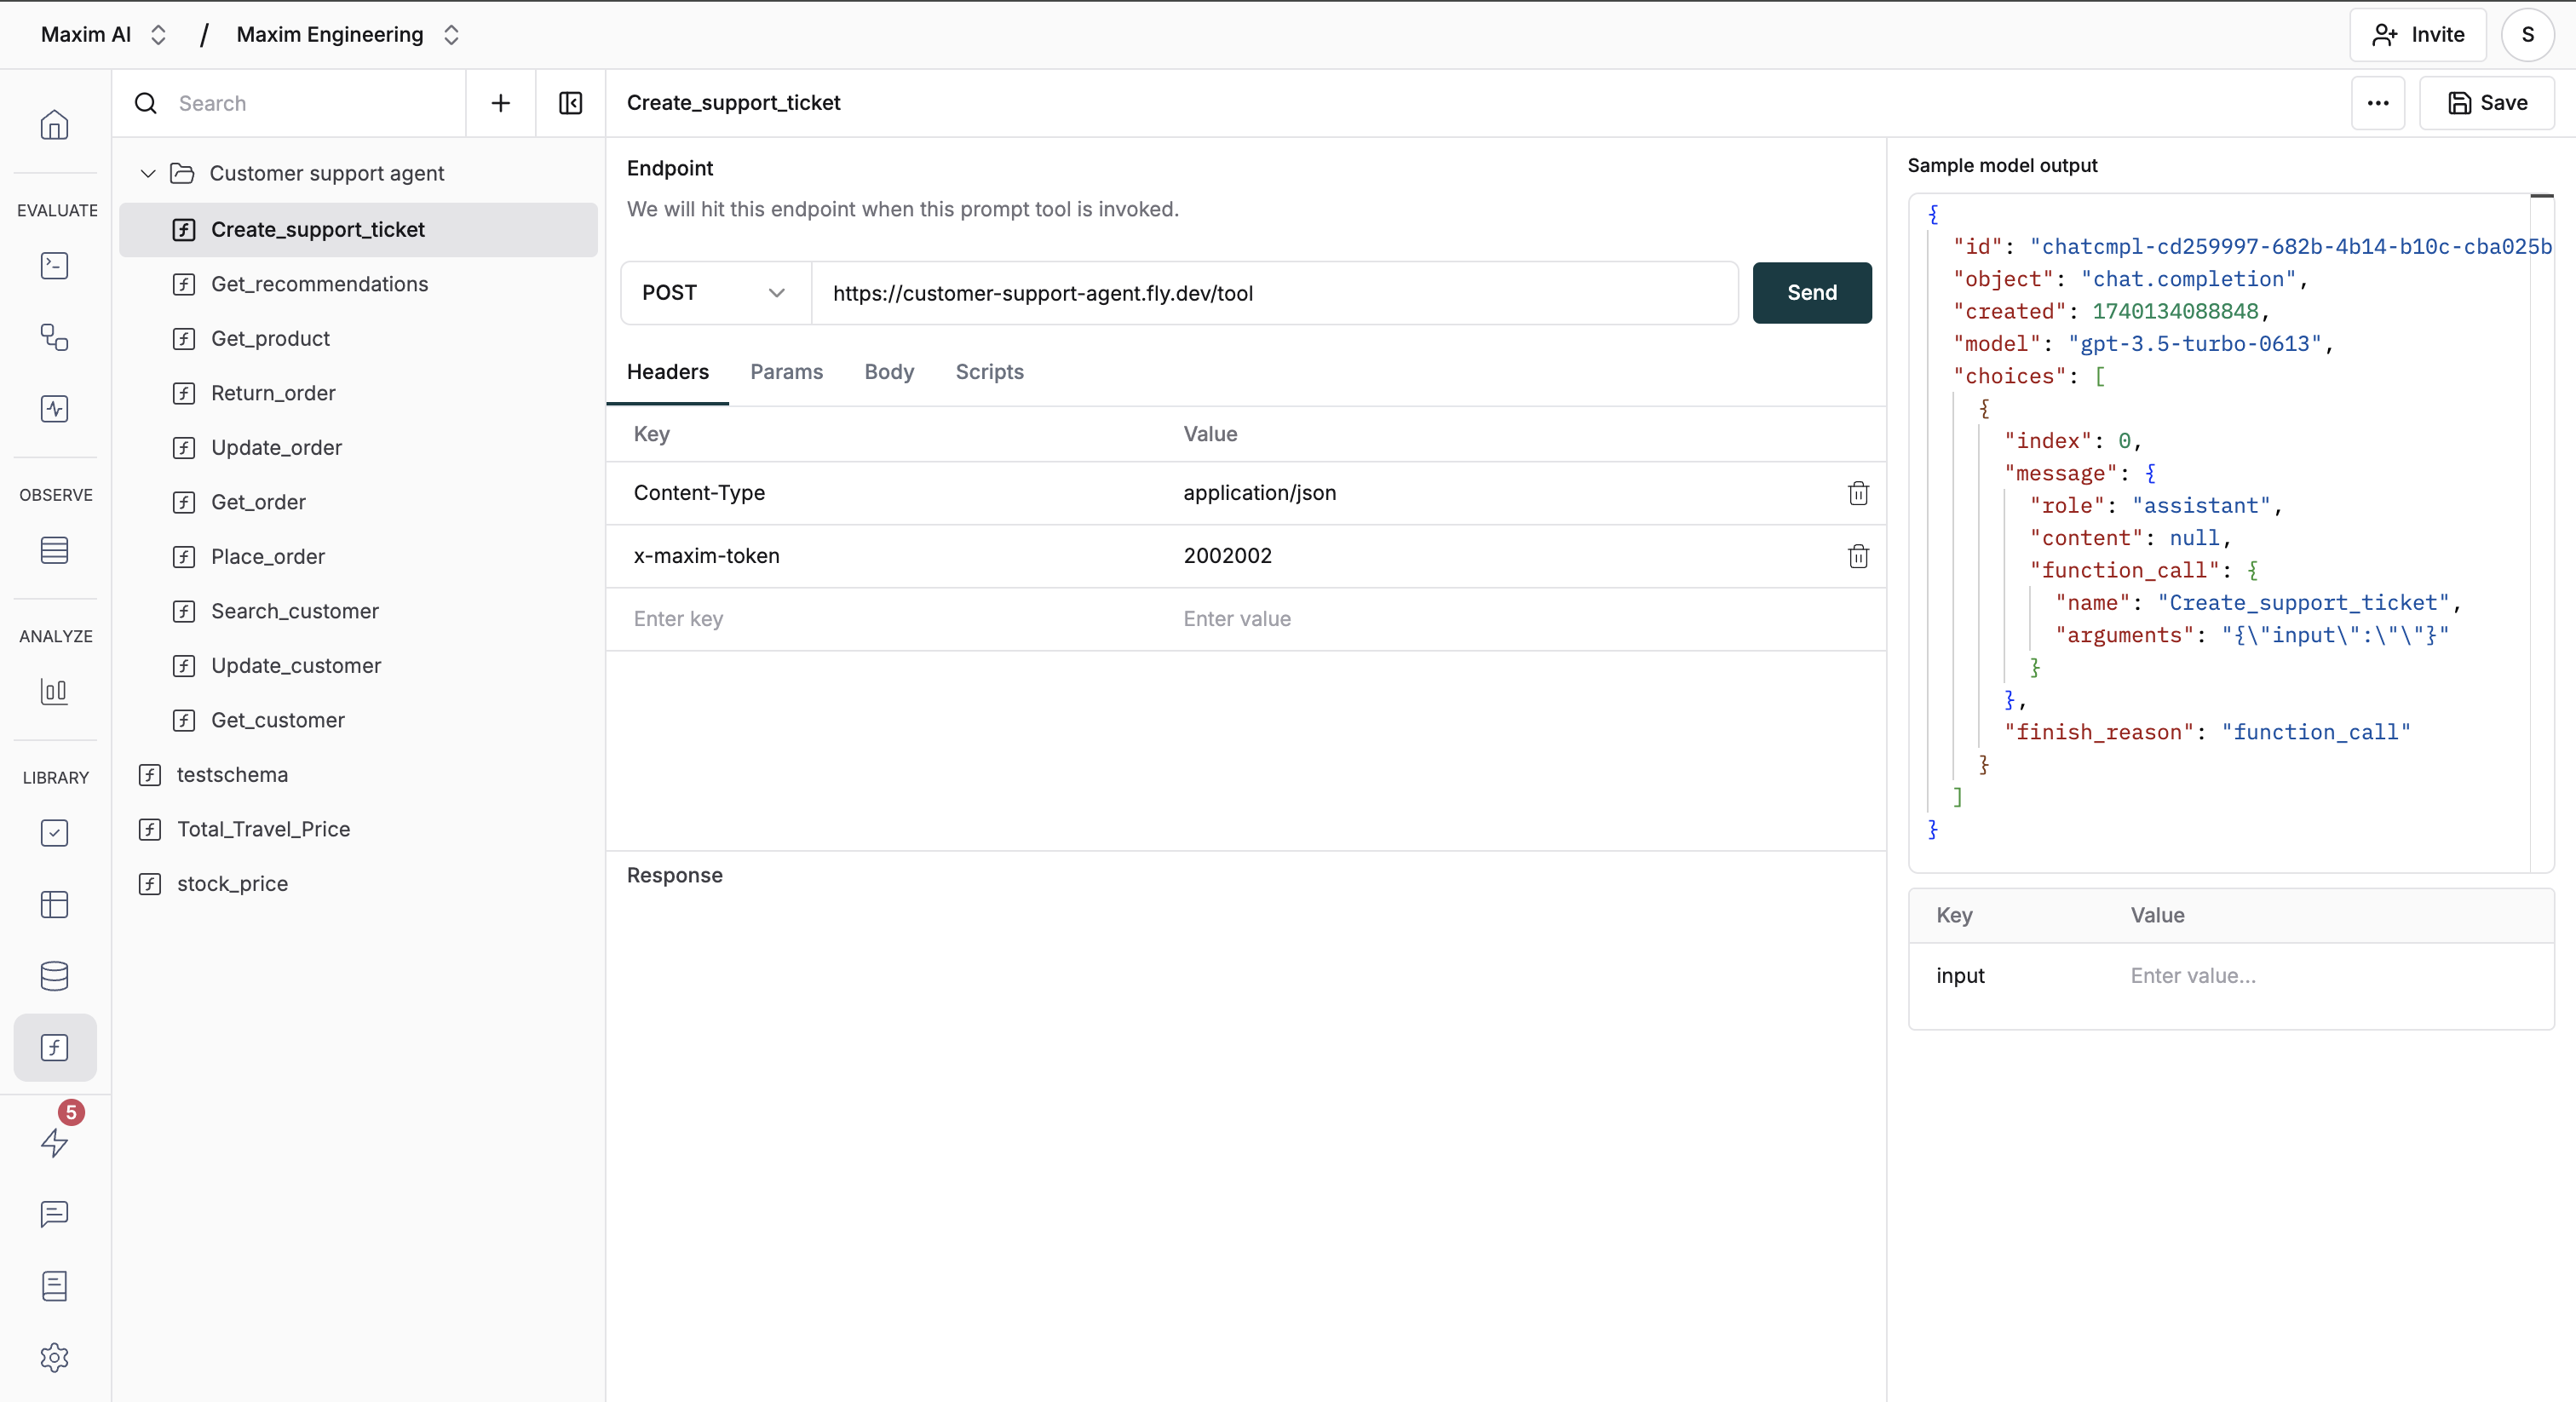 Maxim AI / Maxim Engineering
Invite
S
Search
Create_support_ticket
Save
EVALUATE
OBSERVE
ANALYZE
LIBRARY
5
Customer support agent
Create_support_ticket
Get_recommendations
Get_product
Return_order
Update_order
Get_order
Place_order
Search_customer
Update_customer
Get_customer
testschema
Total_Travel_Price
stock_price
Endpoint
We will hit this endpoint when this prompt tool is invoked.
POST https://customer-support-agent.fly.dev/tool Send
Headers Params Body Scripts
Key Value
Content-Type application/json
x-maxim-token 2002002
Enter key Enter value
Response
Sample model output
{
"id": "chatcmpl-cd259997-682b-4b14-b10c-cba025b
"object": "chat.completion",
"created": 1740134088848,
"model": "gpt-3.5-turbo-0613",
"choices": [
{
"index": 0,
"message": {
"role": "assistant",
"content": null,
"function_call": {
"name": "Create_support_ticket",
"arguments": "{\"input\":\"\"}"
}
},
"finish_reason": "function_call"
}
]
}
Key Value
input Enter value...